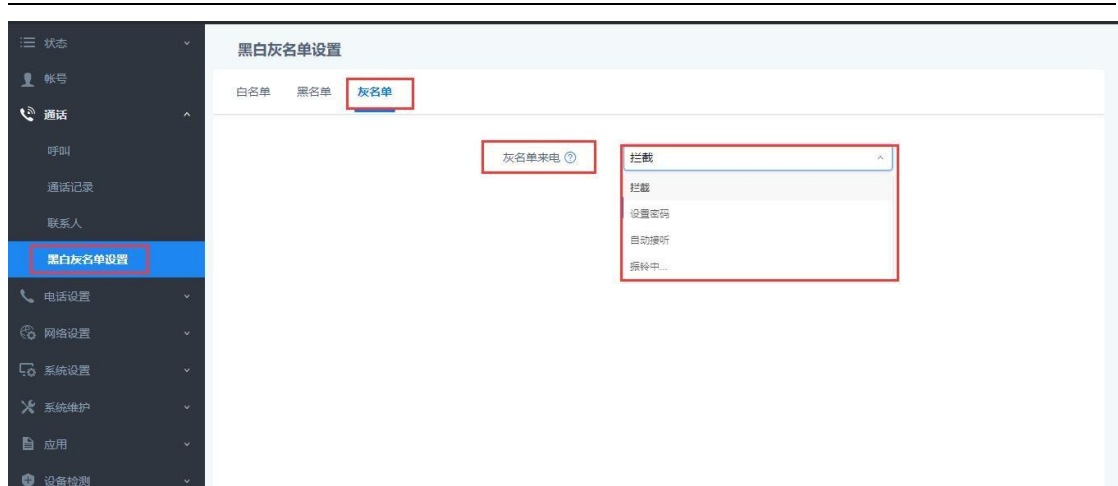 状态
帐号
通话
呼叫
通话记录
联系人
黑白灰名单设置
电话设置
网络设置
系统设置
系统维护
应用
设备检测
黑白灰名单设置
白名单 黑名单 灰名单
灰名单来电 ? 拦截
拦截
设置密码
自动接听
振铃中...